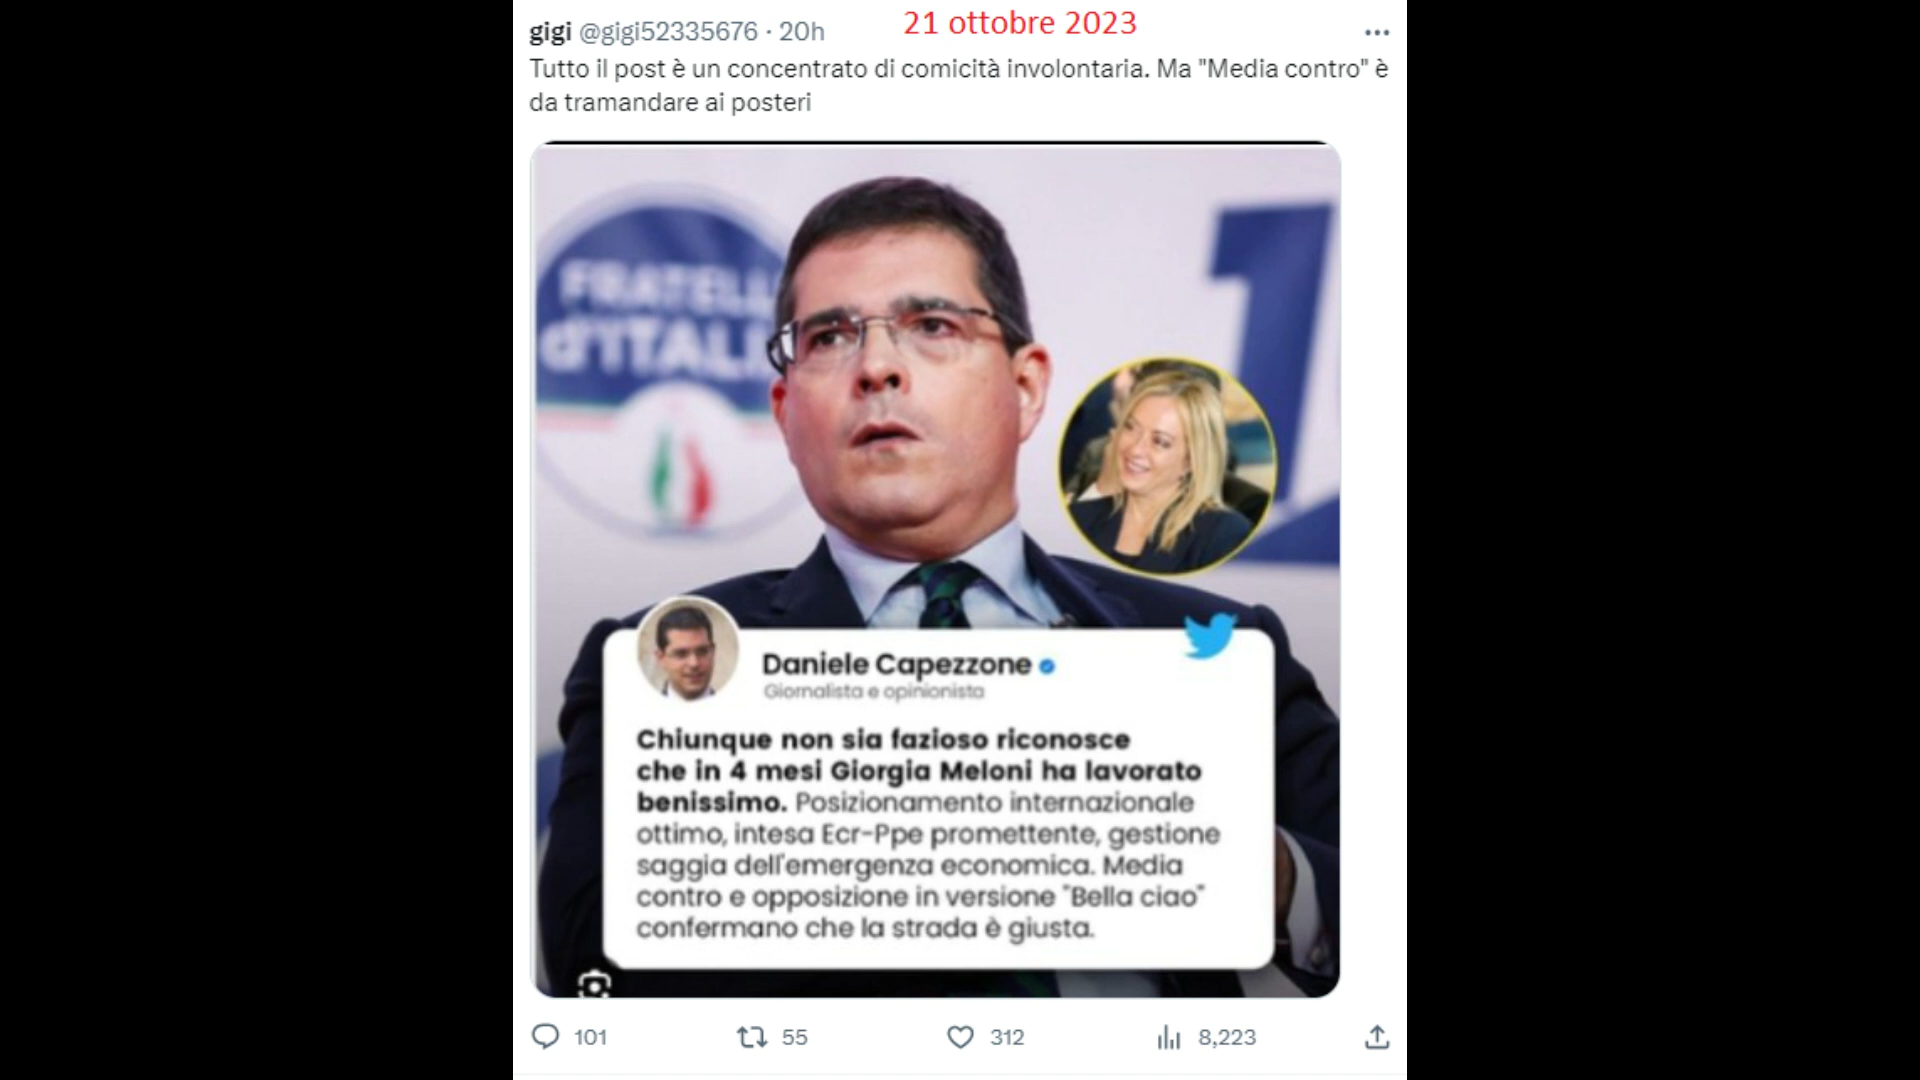 gigi @gigi52335676 · 20h
21 ottobre 2023
Tutto il post è un concentrato di comicità involontaria. Ma "Media contro" è
da tramandare ai posteri
FRATELL
d'ITALI
Daniele Capezzone
Giornalista e opinionista
Chiunque non sia fazioso riconosce
che in 4 mesi Giorgia Meloni ha lavorato
benissimo. Posizionamento internazionale
ottimo, intesa Ecr-Ppe promettente, gestione
saggia dell'emergenza economica. Media
contro e opposizione in versione "Bella ciao"
confermano che la strada è giusta.
101
55
312
8,223